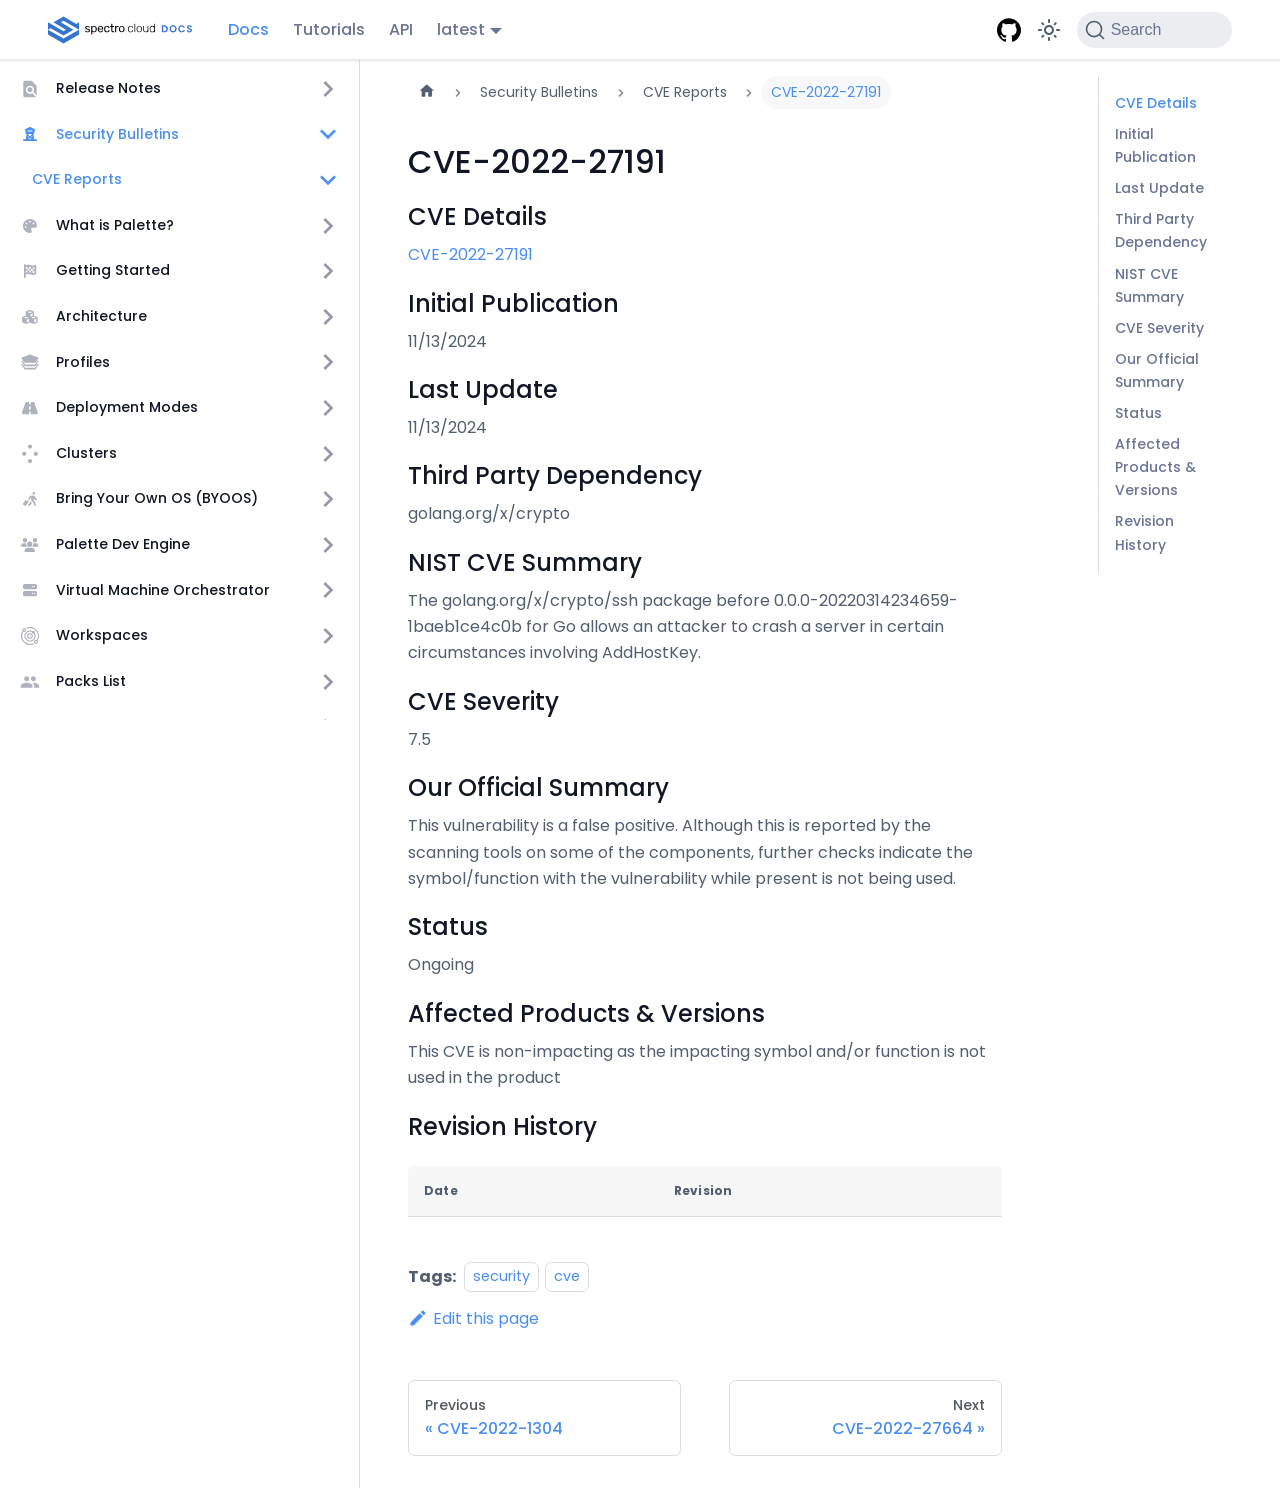 spectro cloud DOCS Docs Tutorials API latest Search
Release Notes
Security Bulletins
CVE Reports
What is Palette?
Getting Started
Architecture
Profiles
Deployment Modes
Clusters
Bring Your Own OS (BYOOS)
Palette Dev Engine
Virtual Machine Orchestrator
Workspaces
Packs List
Security Bulletins CVE Reports CVE-2022-27191
CVE-2022-27191
CVE Details
CVE-2022-27191
Initial Publication
11/13/2024
Last Update
11/13/2024
Third Party Dependency
golang.org/x/crypto
NIST CVE Summary
The golang.org/x/crypto/ssh package before 0.0.0-20220314234659-
1baeb1ce4c0b for Go allows an attacker to crash a server in certain
circumstances involving AddHostKey.
CVE Severity
7.5
Our Official Summary
This vulnerability is a false positive. Although this is reported by the
scanning tools on some of the components, further checks indicate the
symbol/function with the vulnerability while present is not being used.
Status
Ongoing
Affected Products & Versions
This CVE is non-impacting as the impacting symbol and/or function is not
used in the product
Revision History
Date Revision
Tags: security cve
Edit this page
Previous
« CVE-2022-1304
Next
CVE-2022-27664 »
CVE Details
Initial
Publication
Last Update
Third Party
Dependency
NIST CVE
Summary
CVE Severity
Our Official
Summary
Status
Affected
Products &
Versions
Revision
History